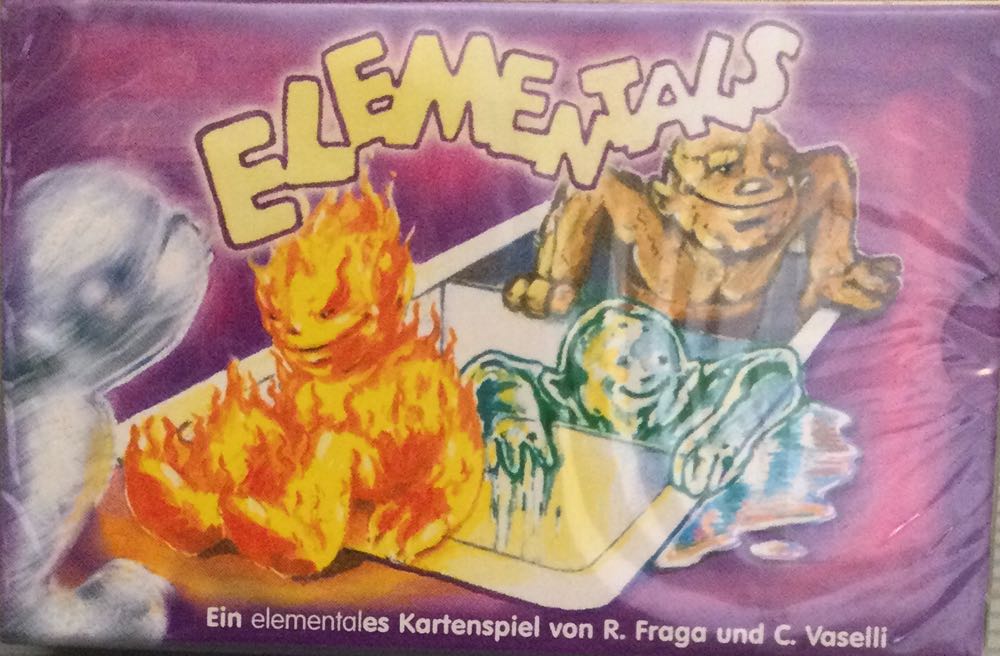 ELEMENTALS
Ein elementales Kartenspiel von R. Fraga und C. Vaselli